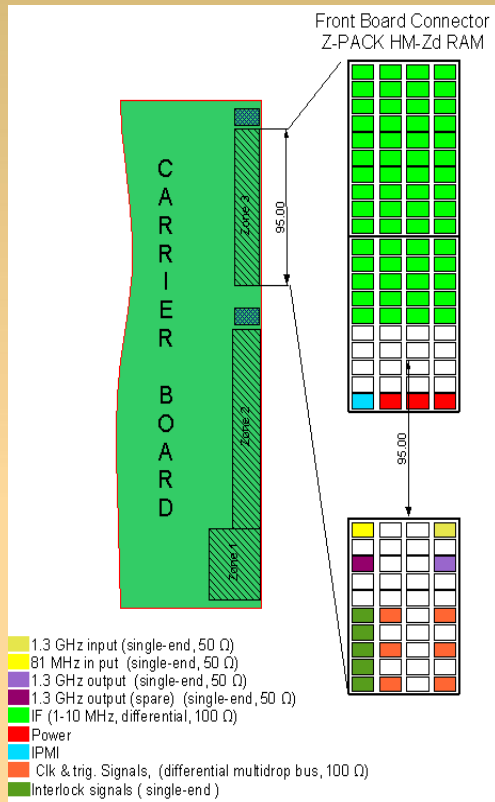 Front Board Connector
Z-PACK HM-Zd RAM
CARRIER BOARD
Zone 3
95.00
Zone 2
Zone 1
95.00
1.3 GHz input (single-end, 50 Ω)
81 MHz in put (single-end, 50 Ω)
1.3 GHz output (single-end, 50 Ω)
1.3 GHz output (spare) (single-end, 50 Ω)
IF (1-10 MHz, differential, 100 Ω)
Power
IPMI
Clk & trig. Signals, (differential multidrop bus, 100 Ω)
Interlock signals ( single-end )